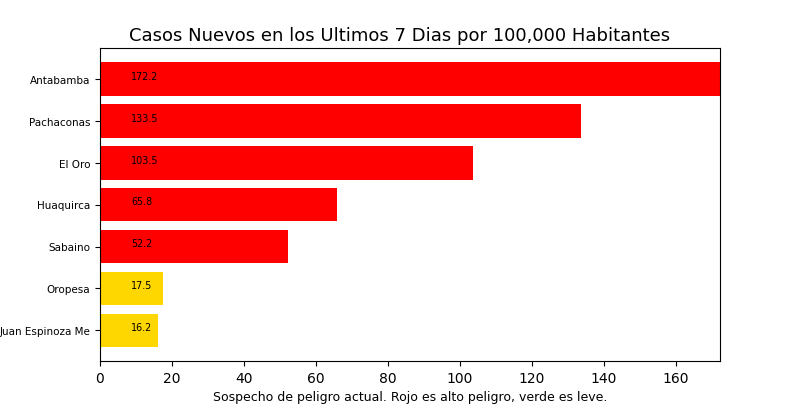 Casos Nuevos en los Ultimos 7 Dias por 100,000 Habitantes
Antabamba 172.2
Pachaconas 133.5
El Oro 103.5
Huaquirca 65.8
Sabaino 52.2
Oropesa 17.5
Juan Espinoza Me 16.2
0 20 40 60 80 100 120 140 160
Sospecho de peligro actual. Rojo es alto peligro, verde es leve.